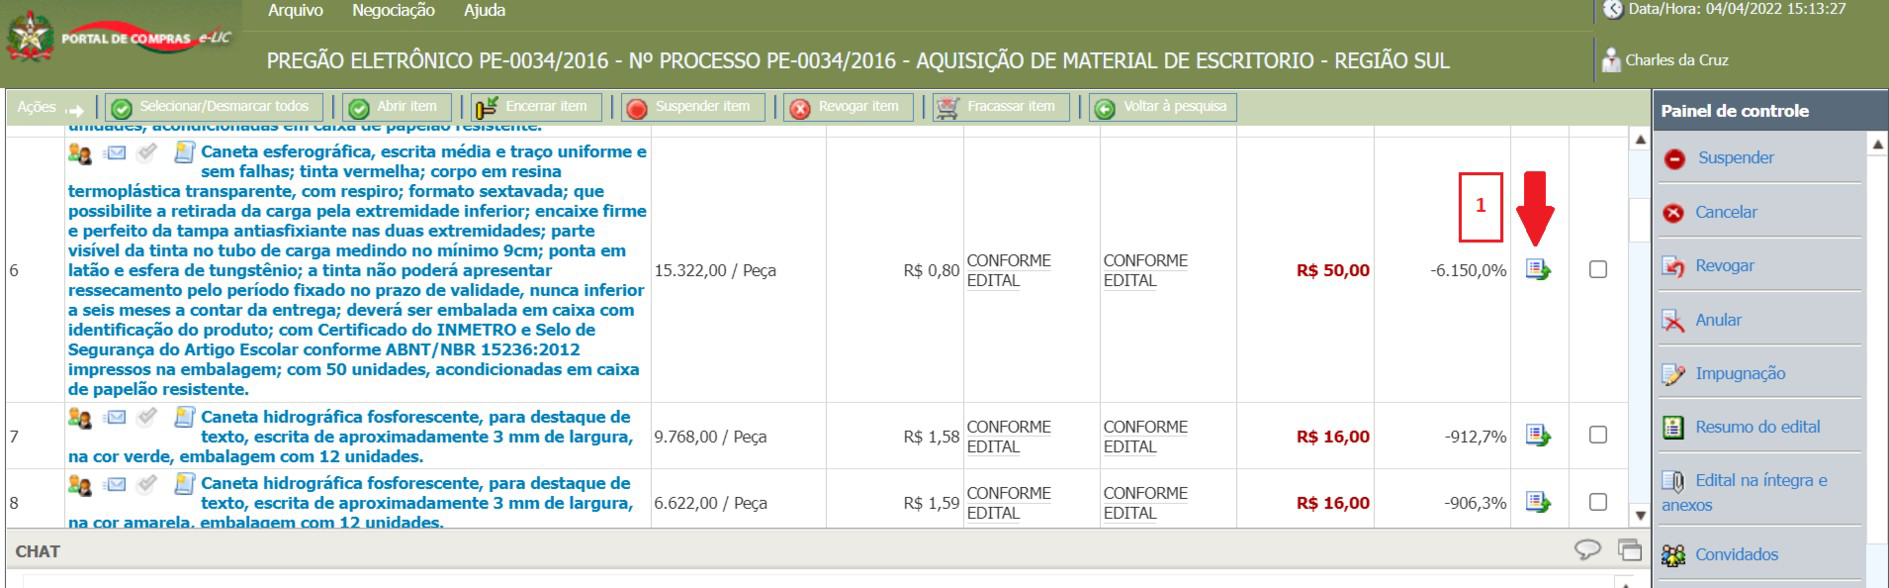 Arquivo Negociação Ajuda
Data/Hora: 04/04/2022 15:13:27
PORTAL DE COMPRAS e-LIC
PREGÃO ELETRÔNICO PE-0034/2016 - Nº PROCESSO PE-0034/2016 - AQUISIÇÃO DE MATERIAL DE ESCRITORIO - REGIÃO SUL
Charles da Cruz
Ações Selecionar/Desmarcar todos Abrir item Encerrar item Suspender item Revogar item Fracassar item Voltar à pesquisa
unidades, acondicionadas em caixa de papelão resistente.
6
Caneta esferográfica, escrita média e traço uniforme e
sem falhas; tinta vermelha; corpo em resina
termoplástica transparente, com respiro; formato sextavada; que
possibilite a retirada da carga pela extremidade inferior; encaixe firme
e perfeito da tampa antiasfixiante nas duas extremidades; parte
visível da tinta no tubo de carga medindo no mínimo 9cm; ponta em
latão e esfera de tungstênio; a tinta não poderá apresentar
ressecamento pelo período fixado no prazo de validade, nunca inferior
a seis meses a contar da entrega; deverá ser embalada em caixa com
identificação do produto; com Certificado do INMETRO e Selo de
Segurança do Artigo Escolar conforme ABNT/NBR 15236:2012
impressos na embalagem; com 50 unidades, acondicionadas em caixa
de papelão resistente.
15.322,00 / Peça
R$ 0,80
CONFORME
EDITAL
CONFORME
EDITAL
R$ 50,00
-6.150,0%
1
7
Caneta hidrográfica fosforescente, para destaque de
texto, escrita de aproximadamente 3 mm de largura,
na cor verde, embalagem com 12 unidades.
9.768,00 / Peça
R$ 1,58
CONFORME
EDITAL
CONFORME
EDITAL
R$ 16,00
-912,7%
8
Caneta hidrográfica fosforescente, para destaque de
texto, escrita de aproximadamente 3 mm de largura,
na cor amarela, embalagem com 12 unidades.
6.622,00 / Peça
R$ 1,59
CONFORME
EDITAL
CONFORME
EDITAL
R$ 16,00
-906,3%
CHAT
Painel de controle
Suspender
Cancelar
Revogar
Anular
Impugnação
Resumo do edital
Edital na íntegra e
anexos
Convidados